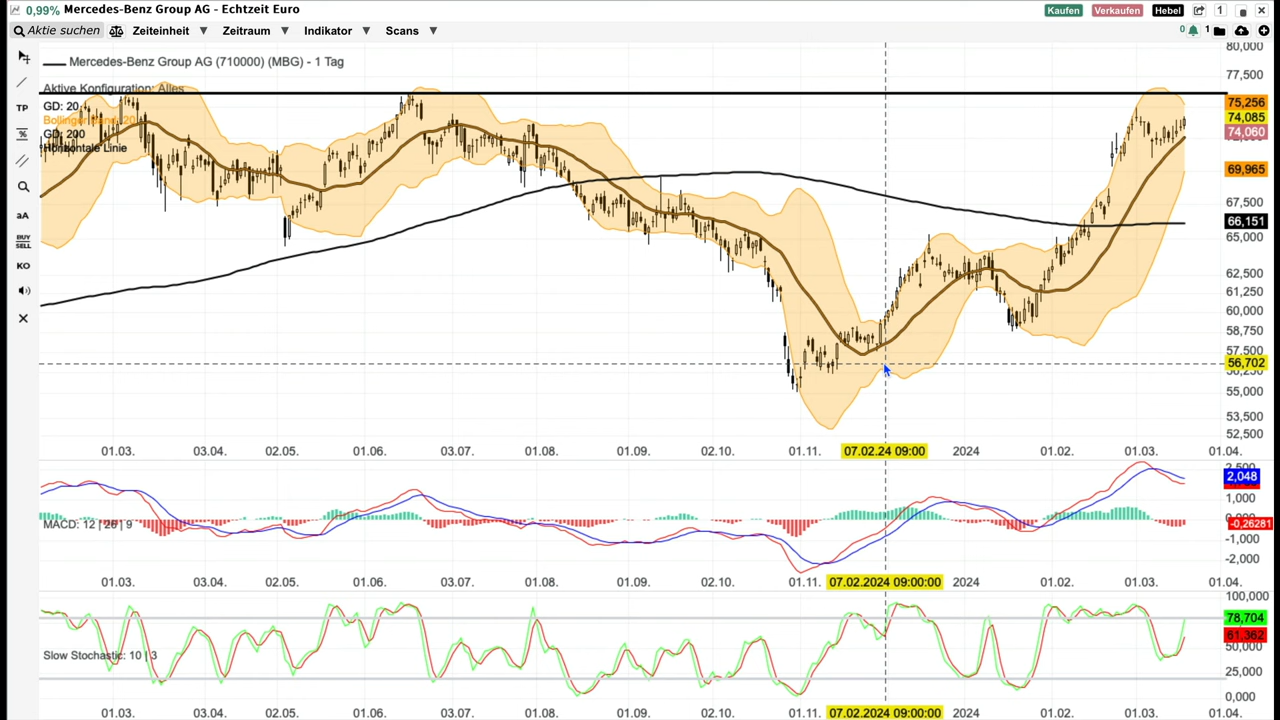 0,99% Mercedes-Benz Group AG - Echtzeit Euro
Kaufen Verkaufen Hebel 1
Aktie suchen Zeiteinheit Zeitraum Indikator Scans
0 1
Mercedes-Benz Group AG (710000) (MBG) - 1 Tag
Aktive Konfiguration: Alles
TP GD: 20
GD: 200
Horizontale Linie
aA
BUY
SELL
KO
80,000
77,500
75,256
74,085
74,060
69,965
67,500
66,151
65,000
62,500
61,250
60,000
58,750
57,500
56,702
55,000
53,500
52,500
01.03. 03.04. 02.05. 01.06. 03.07. 01.08. 01.09. 02.10. 01.11. 07.02.24 09:00 2024 01.02. 01.03. 01.04.
2,500
2,048
1,000
MACD: 12 | 26 | 9
-0,26281
-1,000
-2,000
01.03. 03.04. 02.05. 01.06. 03.07. 01.08. 01.09. 02.10. 01.11. 07.02.2024 09:00:00 2024 01.02. 01.03. 01.04.
100,000
78,704
61,362
50,000
Slow Stochastic: 10 | 3
25,000
0,000
01.03. 03.04. 02.05. 01.06. 03.07. 01.08. 01.09. 02.10. 01.11. 07.02.2024 09:00:00 2024 01.02. 01.03. 01.04.